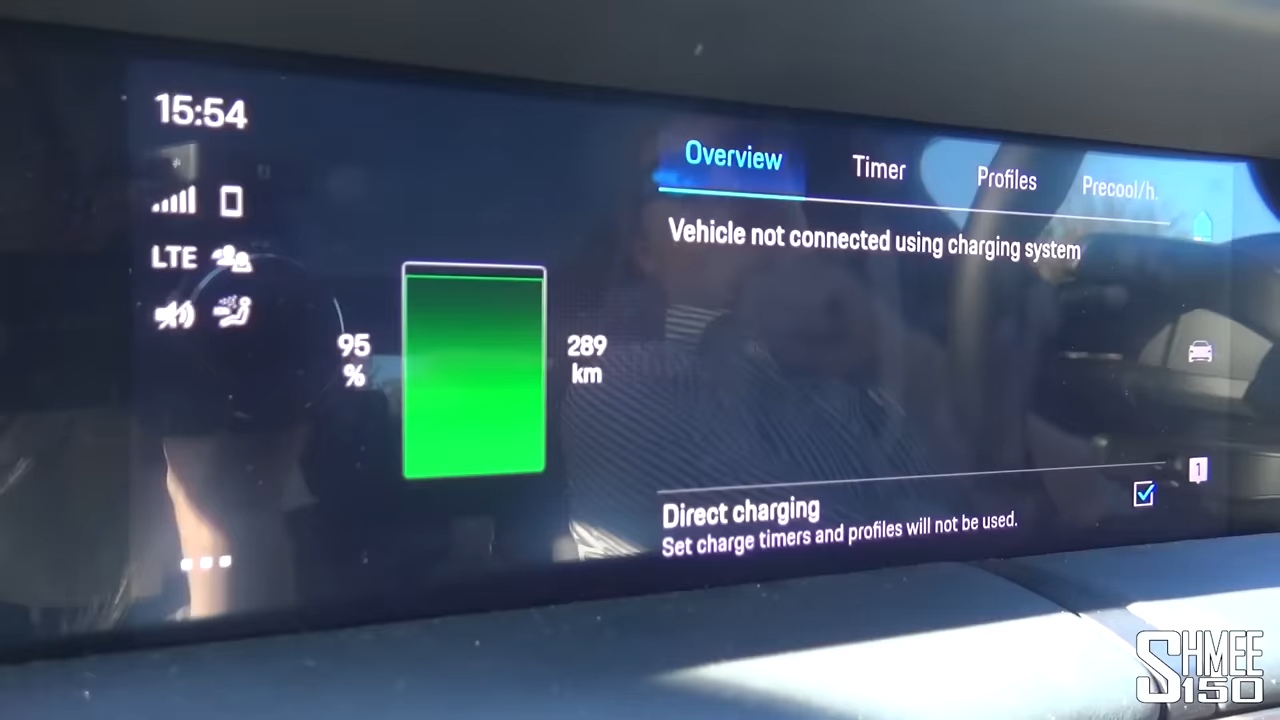 15:54
LTE
95
%
289
km
Overview
Timer
Profiles
Precool/h.
Vehicle not connected using charging system
1
Direct charging
Set charge timers and profiles will not be used.
SHMEE
150